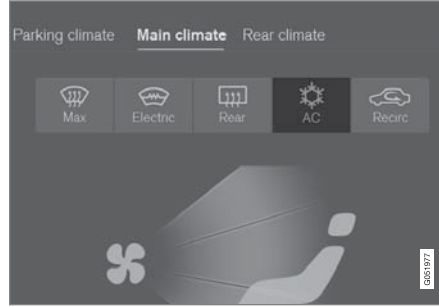 Parking climate Main climate Rear climate
Max Electric Rear AC Recirc
G051977